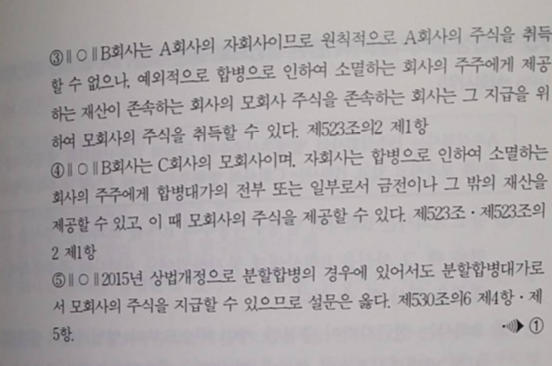 ③∥○∥B회사는 A회사의 자회사이므로 원칙적으로 A회사의 주식을 취득
할 수 없으나, 예외적으로 합병으로 인하여 소멸하는 회사의 주주에게 제공
하는 재산이 존속하는 회사의 모회사 주식을 존속하는 회사는 그 지급을 위
하여 모회사의 주식을 취득할 수 있다. 제523조의2 제1항
④∥○∥B회사는 C회사의 모회사이며, 자회사는 합병으로 인하여 소멸하는
회사의 주주에게 합병대가의 전부 또는 일부로서 금전이나 그 밖의 재산을
제공할 수 있고, 이 때 모회사의 주식을 제공할 수 있다. 제523조·제523조의
2 제1항
⑤∥○∥2015년 상법개정으로 분할합병의 경우에 있어서도 분할합병대가로
서 모회사의 주식을 지급할 수 있으므로 설문은 옳다. 제530조의6 제4항·제
5항. ①